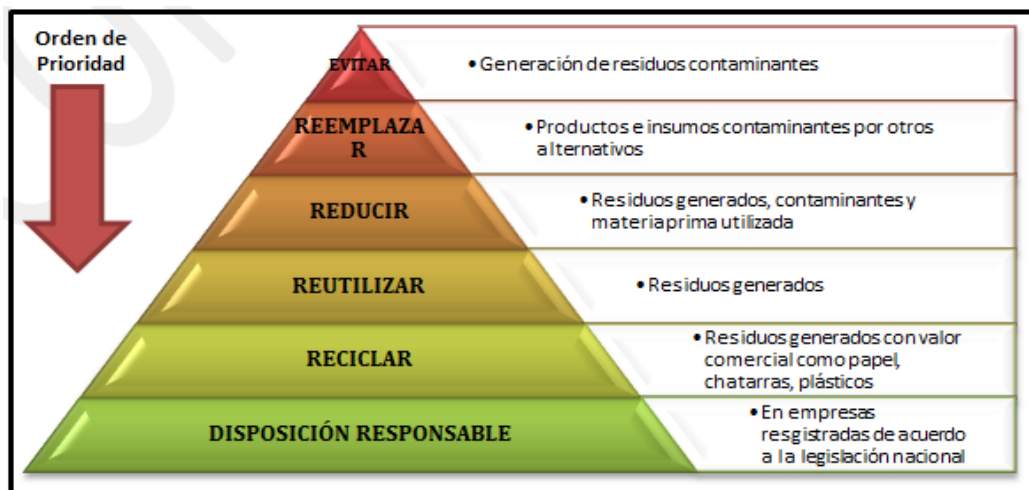 Orden de
Prioridad
EVITAR
• Generación de residuos contaminantes
REEMPLAZA
R
• Productos e insumos contaminantes por otros
alternativos
REDUCIR
• Residuos generados, contaminantes y
materia prima utilizada
REUTILIZAR
• Residuos generados
RECICLAR
• Residuos generados con valor
comercial como papel,
chatarras, plásticos
DISPOSICIÓN RESPONSABLE
• En empresas
resgistradas de acuerdo
a la legislación nacional